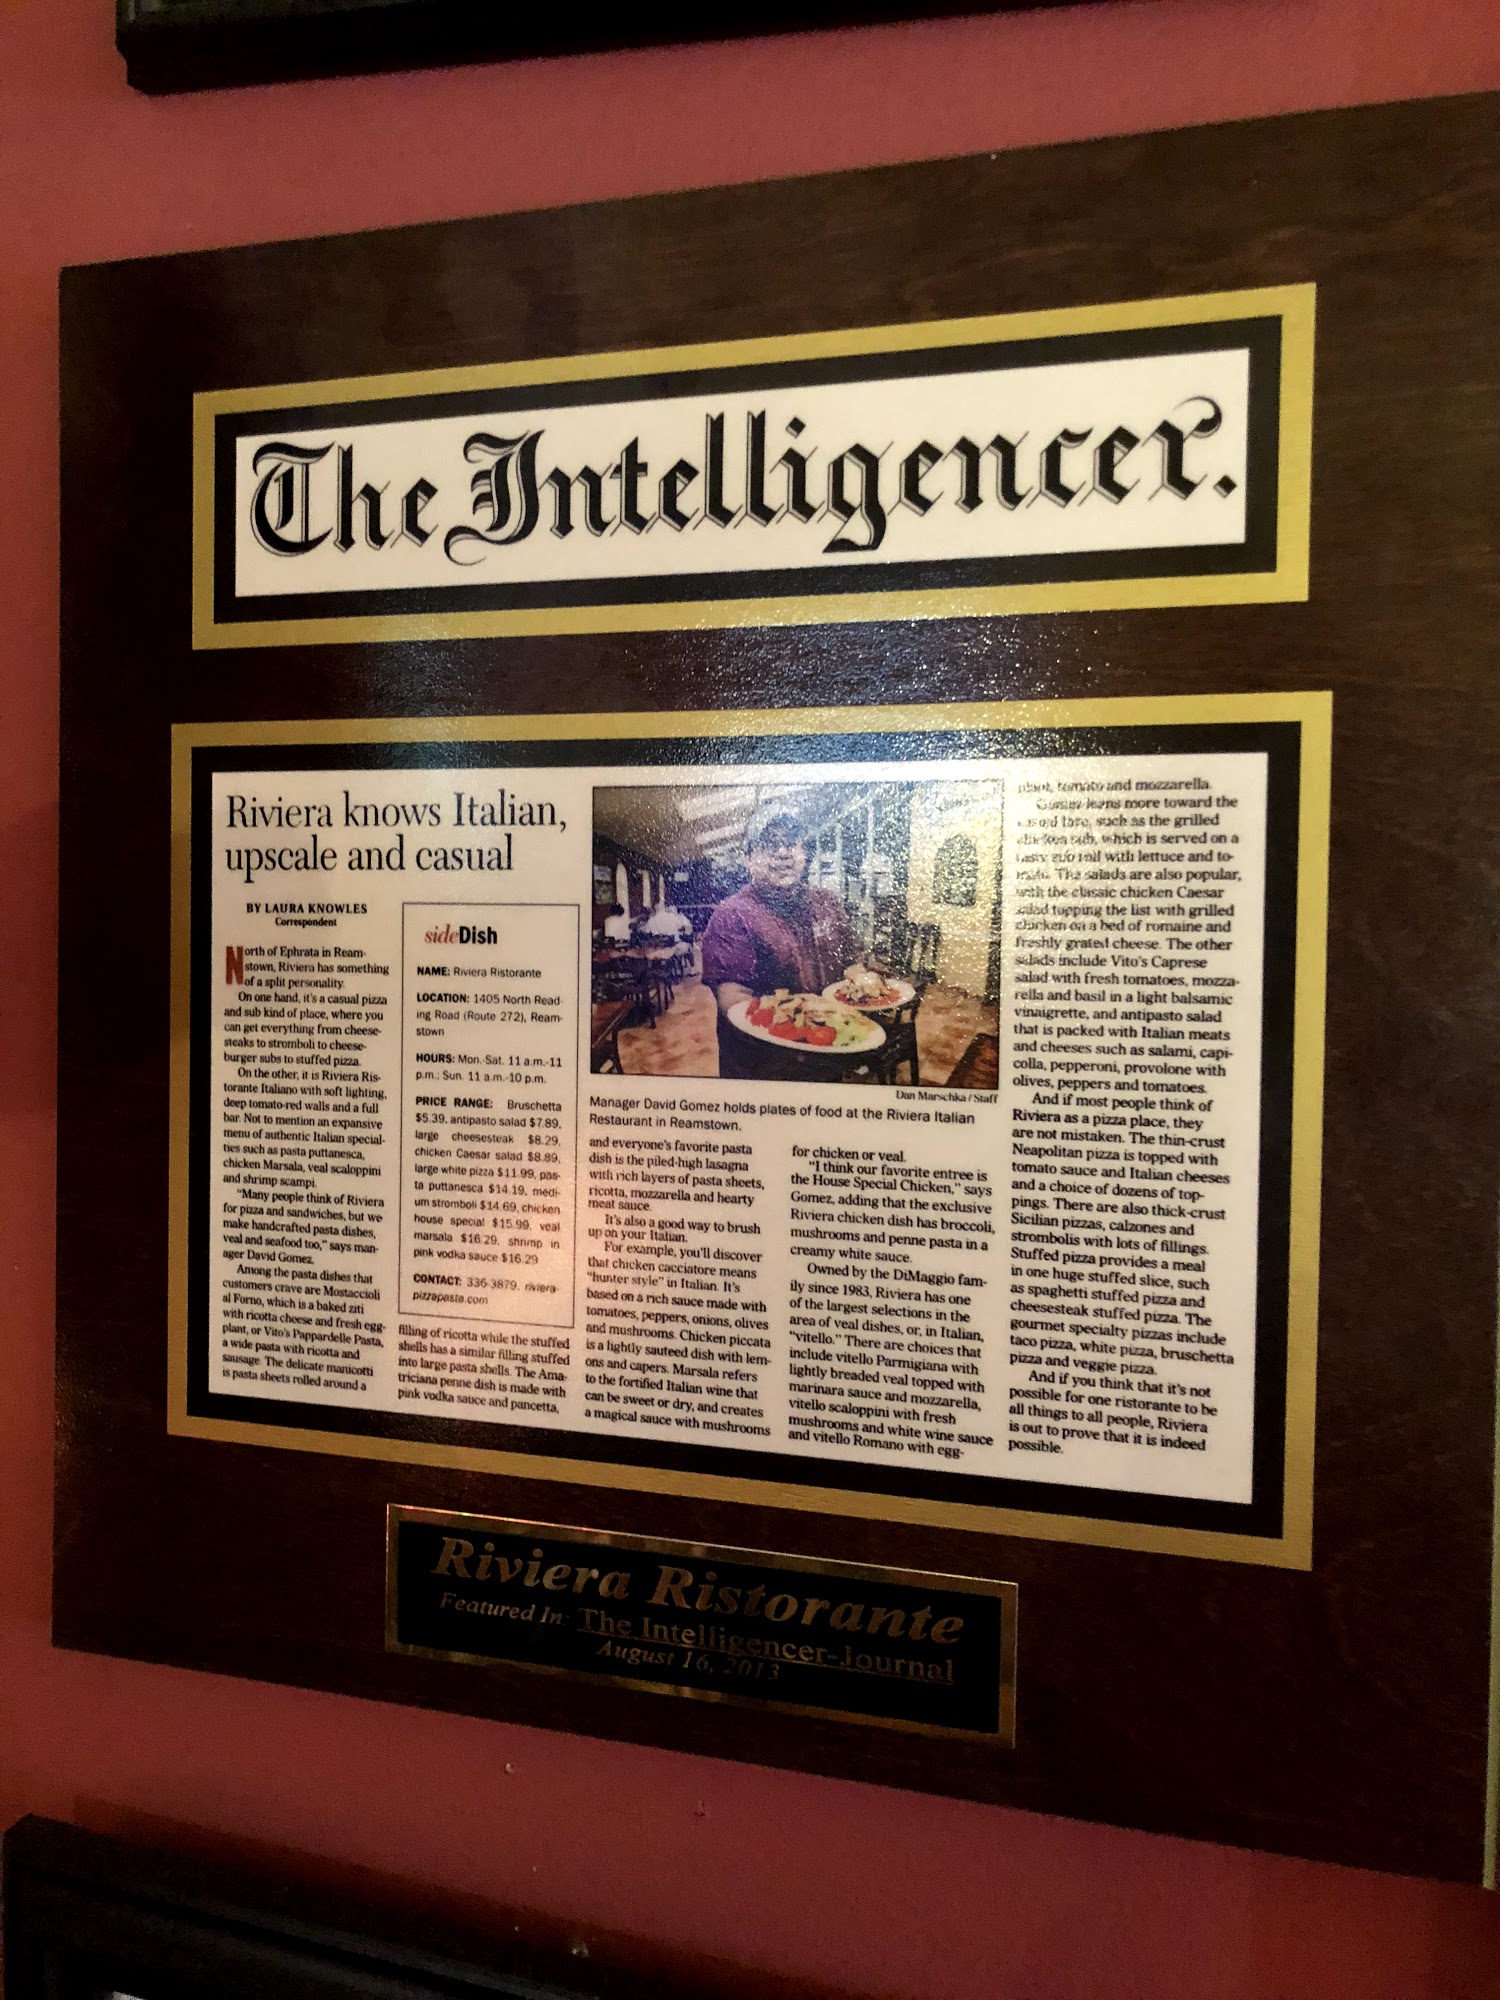 The Intelligencer.
Riviera knows Italian,
upscale and casual
BY LAURA KNOWLES
Correspondent
North of Ephrata in Ream-
stown, Riviera has something
of a split personality.
On one hand, it's a casual pizza
and sub kind of place, where you
can get everything from cheese-
steaks to stromboli to cheese-
burger subs to stuffed pizza.
On the other, it is Riviera Ris-
torante Italiano with soft lighting,
deep tomato-red walls and a full
bar. Not to mention an expansive
menu of authentic Italian special-
ties such as pasta puttanesca,
chicken Marsala, veal scaloppini
and shrimp scampi.
"Many people think of Riviera
for pizza and sandwiches, but we
make handcrafted pasta dishes,
veal and seafood too," says man-
ager David Gomez.
Among the pasta dishes that
customers crave are Mostaccioli
al Forno, which is a baked ziti
with ricotta cheese and fresh egg-
plant, or Vito's Pappardelle Pasta,
a wide pasta with ricotta and
sausage. The delicate manicotti
is pasta sheets rolled around a
sideDish
NAME: Riviera Ristorante
LOCATION: 1405 North Read-
ing Road (Route 272), Ream-
stown
HOURS: Mon.-Sat. 11 a.m.-11
p.m.; Sun. 11 a.m.-10 p.m.
PRICE RANGE: Bruschetta
$5.39, antipasto salad $7.89,
large cheesesteak $8.29,
chicken Caesar salad $8.89,
large white pizza $11.99, pas-
ta puttanesca $14.19, medi-
um stromboli $14.69, chicken
house special $15.99, veal
marsala $16.29, shrimp in
pink vodka sauce $16.29
CONTACT: 336-3879, riviera-
pizzapasta.com
filling of ricotta while the stuffed
shells has a similar filling stuffed
into large pasta shells. The Ama-
triciana penne dish is made with
pink vodka sauce and pancetta,
Dan Marschka / Staff
Manager David Gomez holds plates of food at the Riviera Italian
Restaurant in Reamstown.
and everyone's favorite pasta
dish is the piled-high lasagna
with rich layers of pasta sheets,
ricotta, mozzarella and hearty
meat sauce.
It's also a good way to brush
up on your Italian.
For example, you'll discover
that chicken cacciatore means
"hunter style" in Italian. It's
based on a rich sauce made with
tomatoes, peppers, onions, olives
and mushrooms. Chicken piccata
is a lightly sauteed dish with lem-
ons and capers. Marsala refers
to the fortified Italian wine that
can be sweet or dry, and creates
a magical sauce with mushrooms
for chicken or veal.
"I think our favorite entree is
the House Special Chicken," says
Gomez, adding that the exclusive
Riviera chicken dish has broccoli,
mushrooms and penne pasta in a
creamy white sauce.
Owned by the DiMaggio fam-
ily since 1983, Riviera has one
of the largest selections in the
area of veal dishes, or, in Italian,
"vitello." There are choices that
include vitello Parmigiana with
lightly breaded veal topped with
marinara sauce and mozzarella,
vitello scaloppini with fresh
mushrooms and white wine sauce
and vitello Romano with egg-
plant, tomato and mozzarella.
Gomez leans more toward the
casual fare, such as the grilled
chicken sub, which is served on a
tasty sub roll with lettuce and to-
mato. The salads are also popular,
with the classic chicken Caesar
salad topping the list with grilled
chicken on a bed of romaine and
freshly grated cheese. The other
salads include Vito's Caprese
salad with fresh tomatoes, mozza-
rella and basil in a light balsamic
vinaigrette, and antipasto salad
that is packed with Italian meats
and cheeses such as salami, capi-
colla, pepperoni, provolone with
olives, peppers and tomatoes.
And if most people think of
Riviera as a pizza place, they
are not mistaken. The thin-crust
Neapolitan pizza is topped with
tomato sauce and Italian cheeses
and a choice of dozens of top-
pings. There are also thick-crust
Sicilian pizzas, calzones and
strombolis with lots of fillings.
Stuffed pizza provides a meal
in one huge stuffed slice, such
as spaghetti stuffed pizza and
cheesesteak stuffed pizza. The
gourmet specialty pizzas include
taco pizza, white pizza, bruschetta
pizza and veggie pizza.
And if you think that it's not
possible for one ristorante to be
all things to all people, Riviera
is out to prove that it is indeed
possible.
Riviera Ristorante
Featured In: The Intelligencer-Journal
August 16, 2013